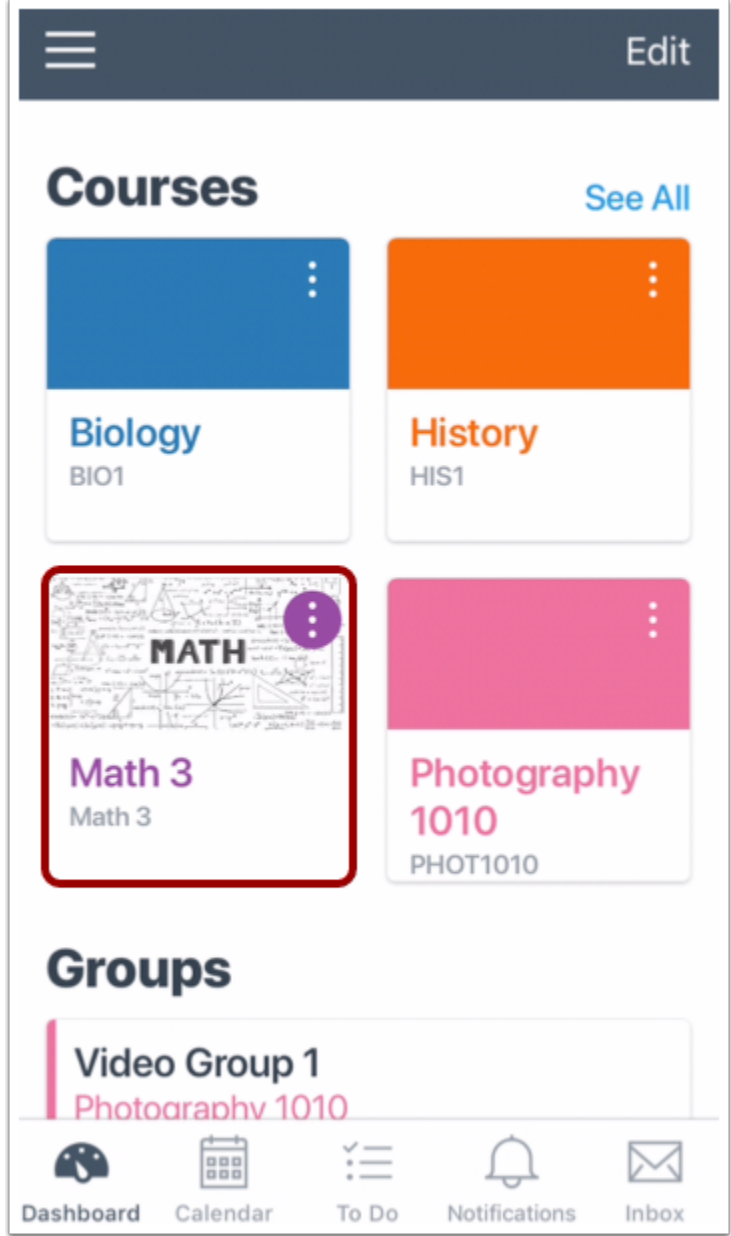 Edit
Courses
See All
Biology
BIO1
History
HIS1
MATH
Math 3
Math 3
Photography
1010
PHOT1010
Groups
Video Group 1
Photography 1010
Dashboard
Calendar
To Do
Notifications
Inbox